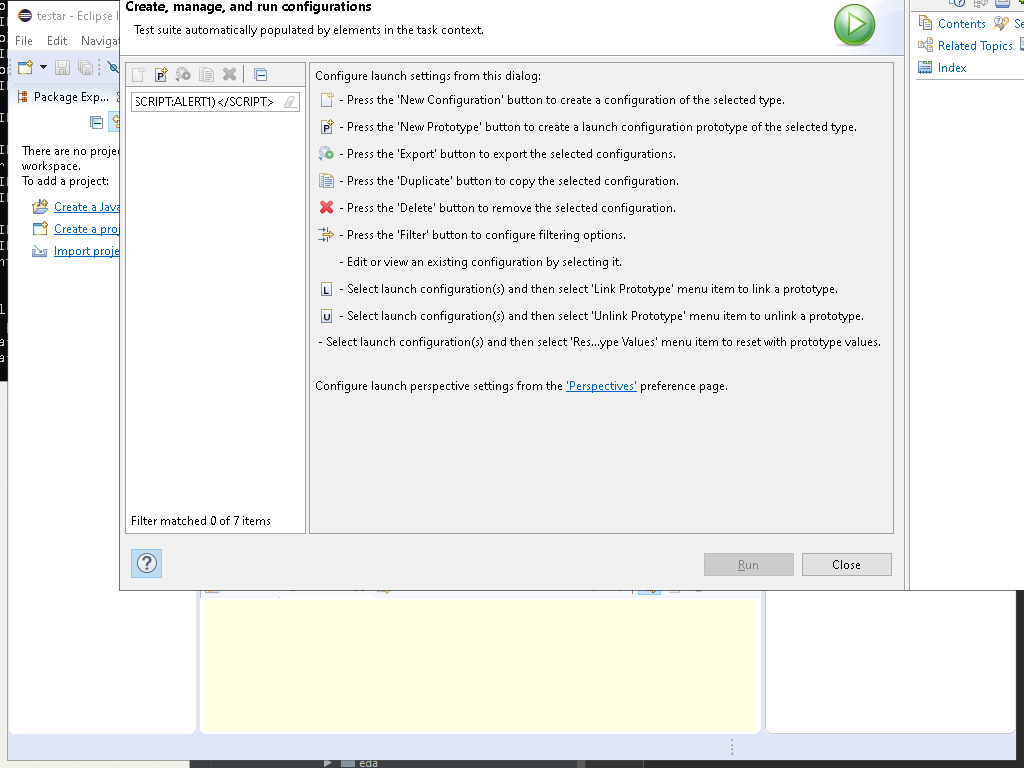 testar - Eclipse I
File Edit Navigat
Package Exp...
There are no projec
workspace.
To add a project:
Create a Java
Create a proj
Import proje
Create, manage, and run configurations
Test suite automatically populated by elements in the task context.
SCRIPT:ALERT1)</SCRIPT>
Filter matched 0 of 7 items
Configure launch settings from this dialog:
- Press the 'New Configuration' button to create a configuration of the selected type.
- Press the 'New Prototype' button to create a launch configuration prototype of the selected type.
- Press the 'Export' button to export the selected configurations.
- Press the 'Duplicate' button to copy the selected configuration.
- Press the 'Delete' button to remove the selected configuration.
- Press the 'Filter' button to configure filtering options.
- Edit or view an existing configuration by selecting it.
L - Select launch configuration(s) and then select 'Link Prototype' menu item to link a prototype.
U - Select launch configuration(s) and then select 'Unlink Prototype' menu item to unlink a prototype.
- Select launch configuration(s) and then select 'Res...ype Values' menu item to reset with prototype values.
Configure launch perspective settings from the 'Perspectives' preference page.
Run
Close
Contents
Related Topics
Index
eda